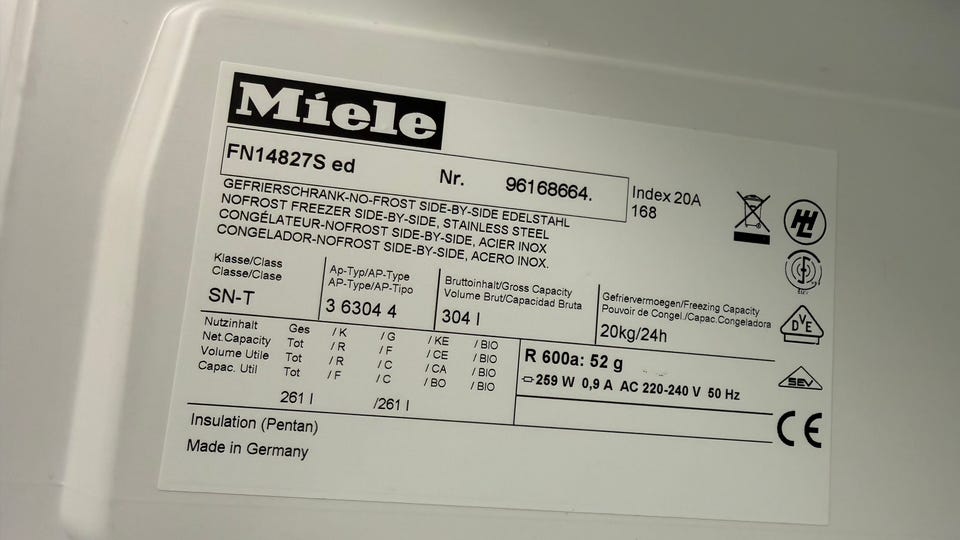 Miele
FN14827S ed Nr. 96168664. Index 20A
168
GEFRIERSCHRANK-NO-FROST SIDE-BY-SIDE EDELSTAHL
NOFROST FREEZER SIDE-BY-SIDE, STAINLESS STEEL
CONGÉLATEUR-NOFROST SIDE-BY-SIDE, ACIER INOX
CONGELADOR-NOFROST SIDE-BY-SIDE, ACERO INOX.
Klasse/Class
Classe/Clase
SN-T
Ap-Typ/AP-Type
AP-Type/AP-Tipo
3 6304 4
Bruttoinhalt/Gross Capacity
Volume Brut/Capacidad Bruta
304 l
Gefriervermoegen/Freezing Capacity
Pouvoir de Congel./Capac.Congeladora
20kg/24h
Nutzinhalt Ges /K /G /KE /BIO
Net.Capacity Tot /R /F /CE /BIO
Volume Utile Tot /R /C /CA /BIO
Capac. Util Tot /F /C /BO /BIO
261 l /261 l
R 600a: 52 g
259 W 0,9 A AC 220-240 V 50 Hz
Insulation (Pentan)
Made in Germany
DVE
SEV
CE